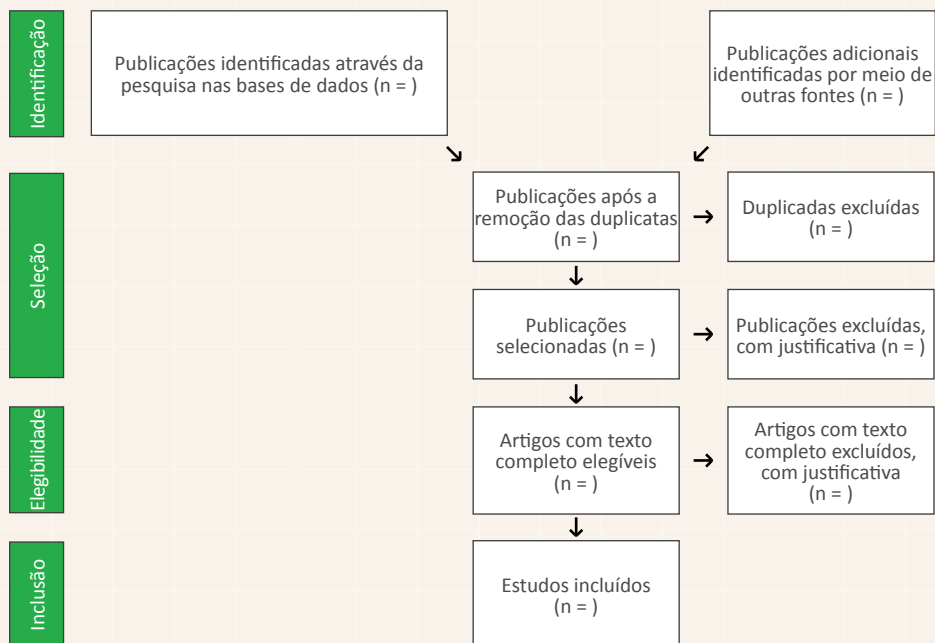 Identificação
Publicações identificadas através da
pesquisa nas bases de dados (n = )
Publicações adicionais
identificadas por meio de
outras fontes (n = )
Seleção
Publicações após a
remoção das duplicatas
(n = )
Duplicadas excluídas
(n = )
Publicações
selecionadas (n = )
Publicações excluídas,
com justificativa (n = )
Elegibilidade
Artigos com texto
completo elegíveis
(n = )
Artigos com texto
completo excluídos,
com justificativa
(n = )
Inclusão
Estudos incluídos
(n = )